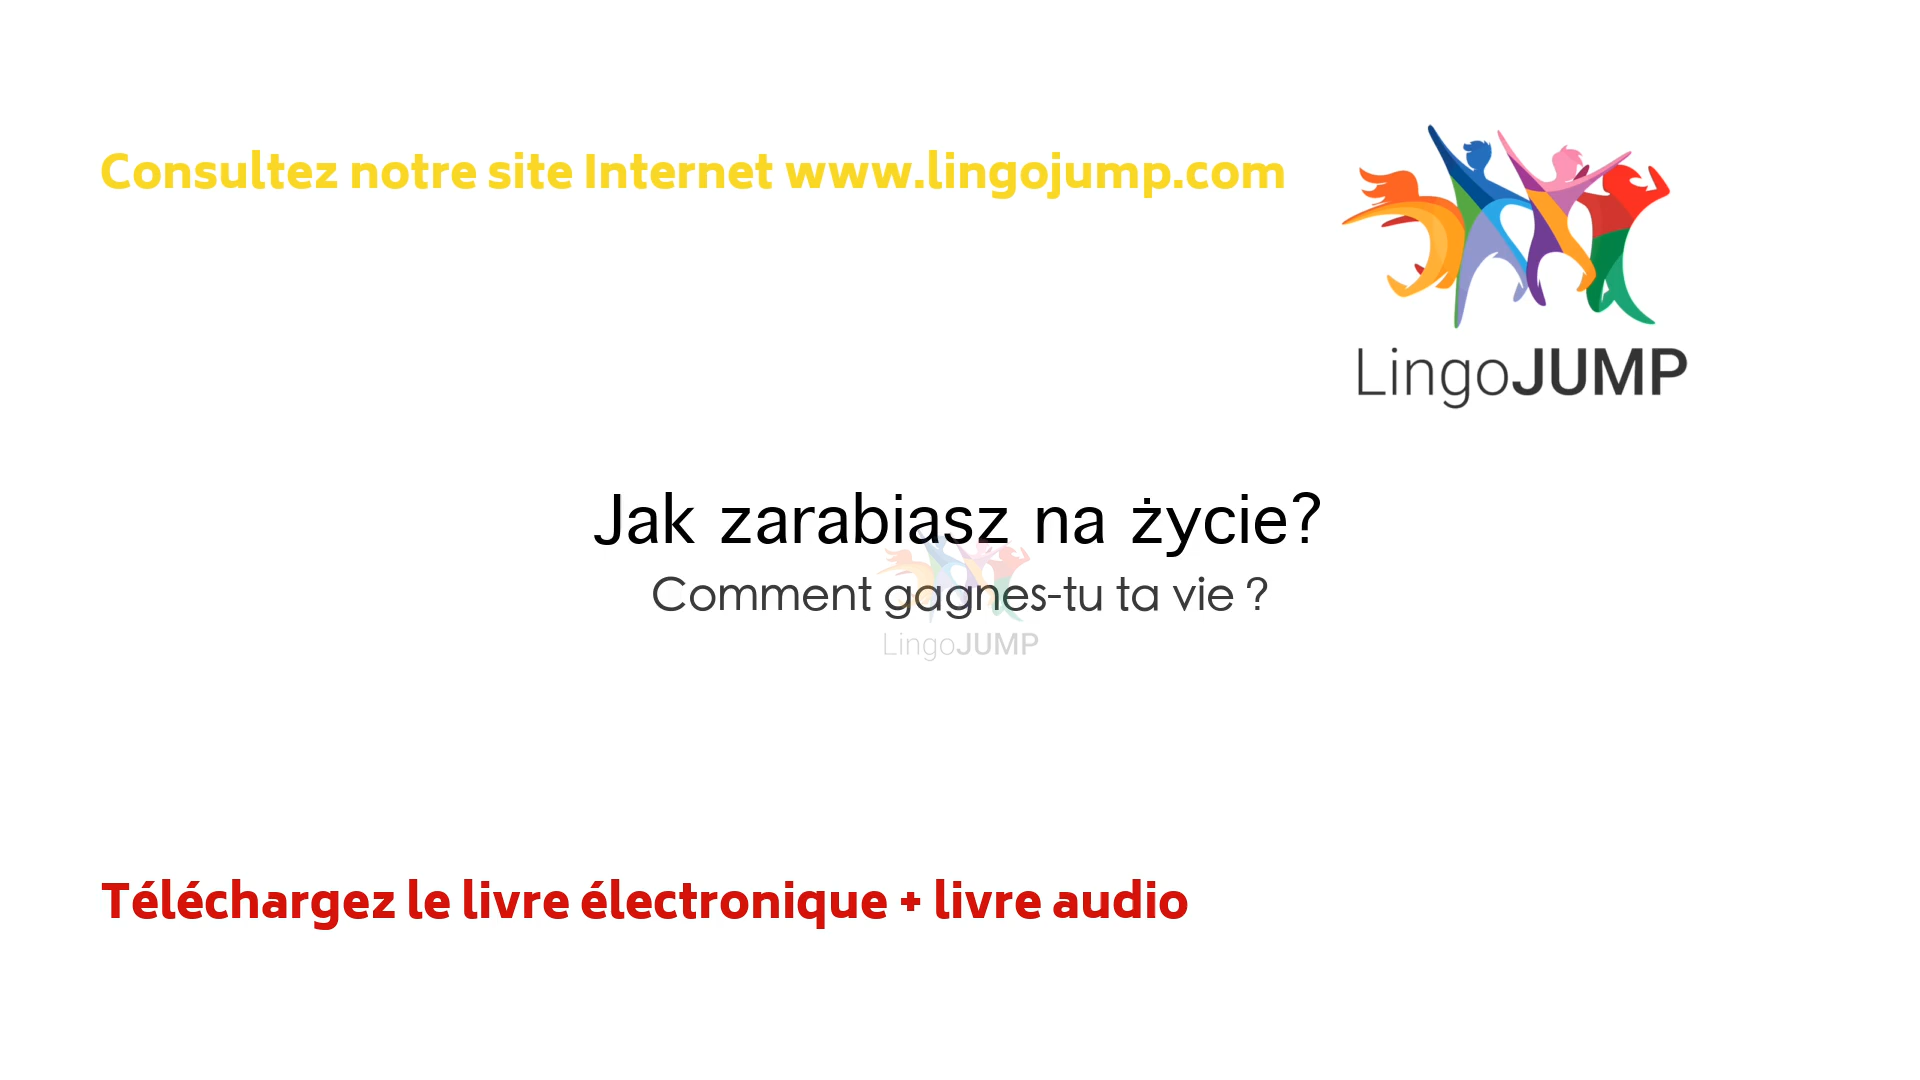 Consultez notre site Internet www.lingojump.com
LingoJUMP
Jak zarabiasz na życie?
Comment gagnes-tu ta vie ?
LingoJUMP
Téléchargez le livre électronique + livre audio